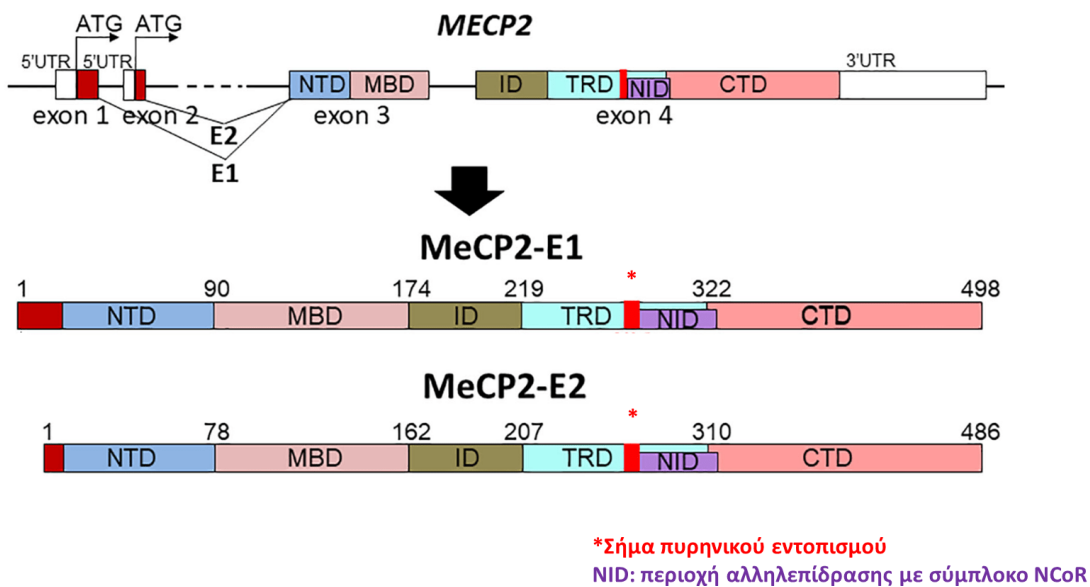 MECP2
ATG ATG
5'UTR 5'UTR 3'UTR
NTD MBD ID TRD NID CTD
exon 1 exon 2 exon 3 exon 4
E2
E1
MeCP2-E1
*
1 90 174 219 322 498
NTD MBD ID TRD NID CTD
MeCP2-E2
*
1 78 162 207 310 486
NTD MBD ID TRD NID CTD
*Σήμα πυρηνικού εντοπισμού
NID: περιοχή αλληλεπίδρασης με σύμπλοκο NCoR